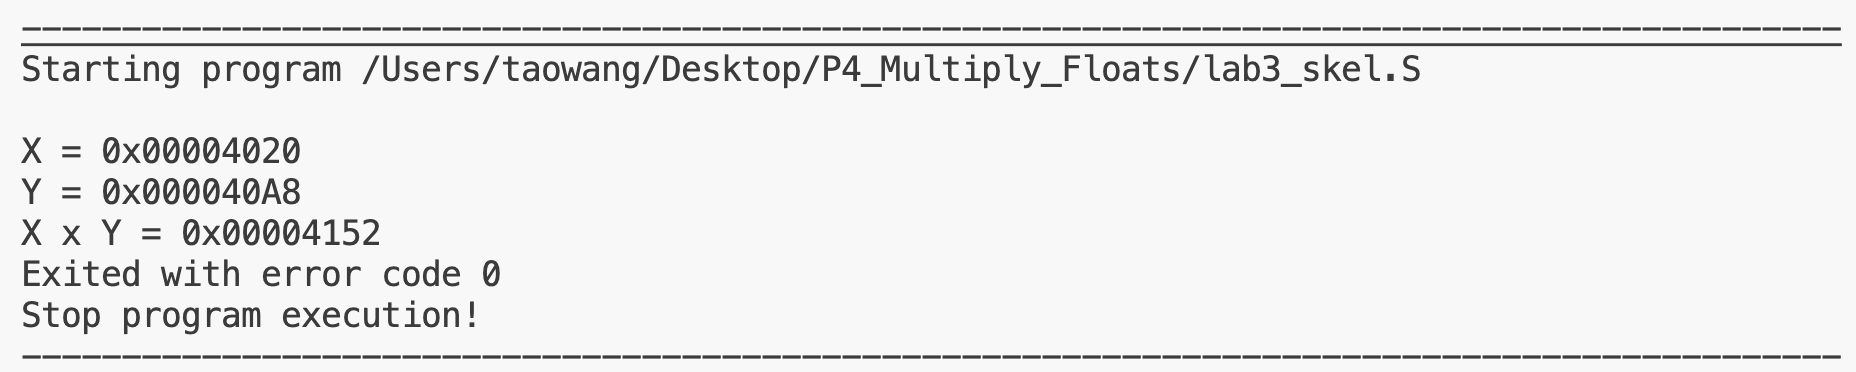 Starting program /Users/taowang/Desktop/P4_Multiply_Floats/lab3_skel.S
X = 0x00004020
Y = 0x000040A8
X x Y = 0x00004152
Exited with error code 0
Stop program execution!